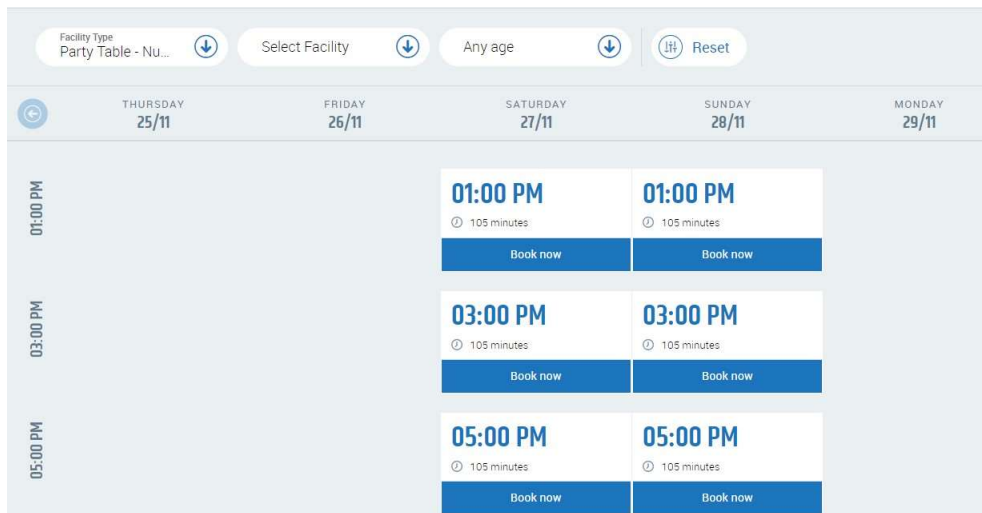 Facility Type
Party Table - Nu...
Select Facility
Any age
Reset
THURSDAY
25/11
FRIDAY
26/11
SATURDAY
27/11
SUNDAY
28/11
MONDAY
29/11
01:00 PM
01:00 PM
105 minutes
Book now
01:00 PM
105 minutes
Book now
03:00 PM
03:00 PM
105 minutes
Book now
03:00 PM
105 minutes
Book now
05:00 PM
05:00 PM
105 minutes
Book now
05:00 PM
105 minutes
Book now